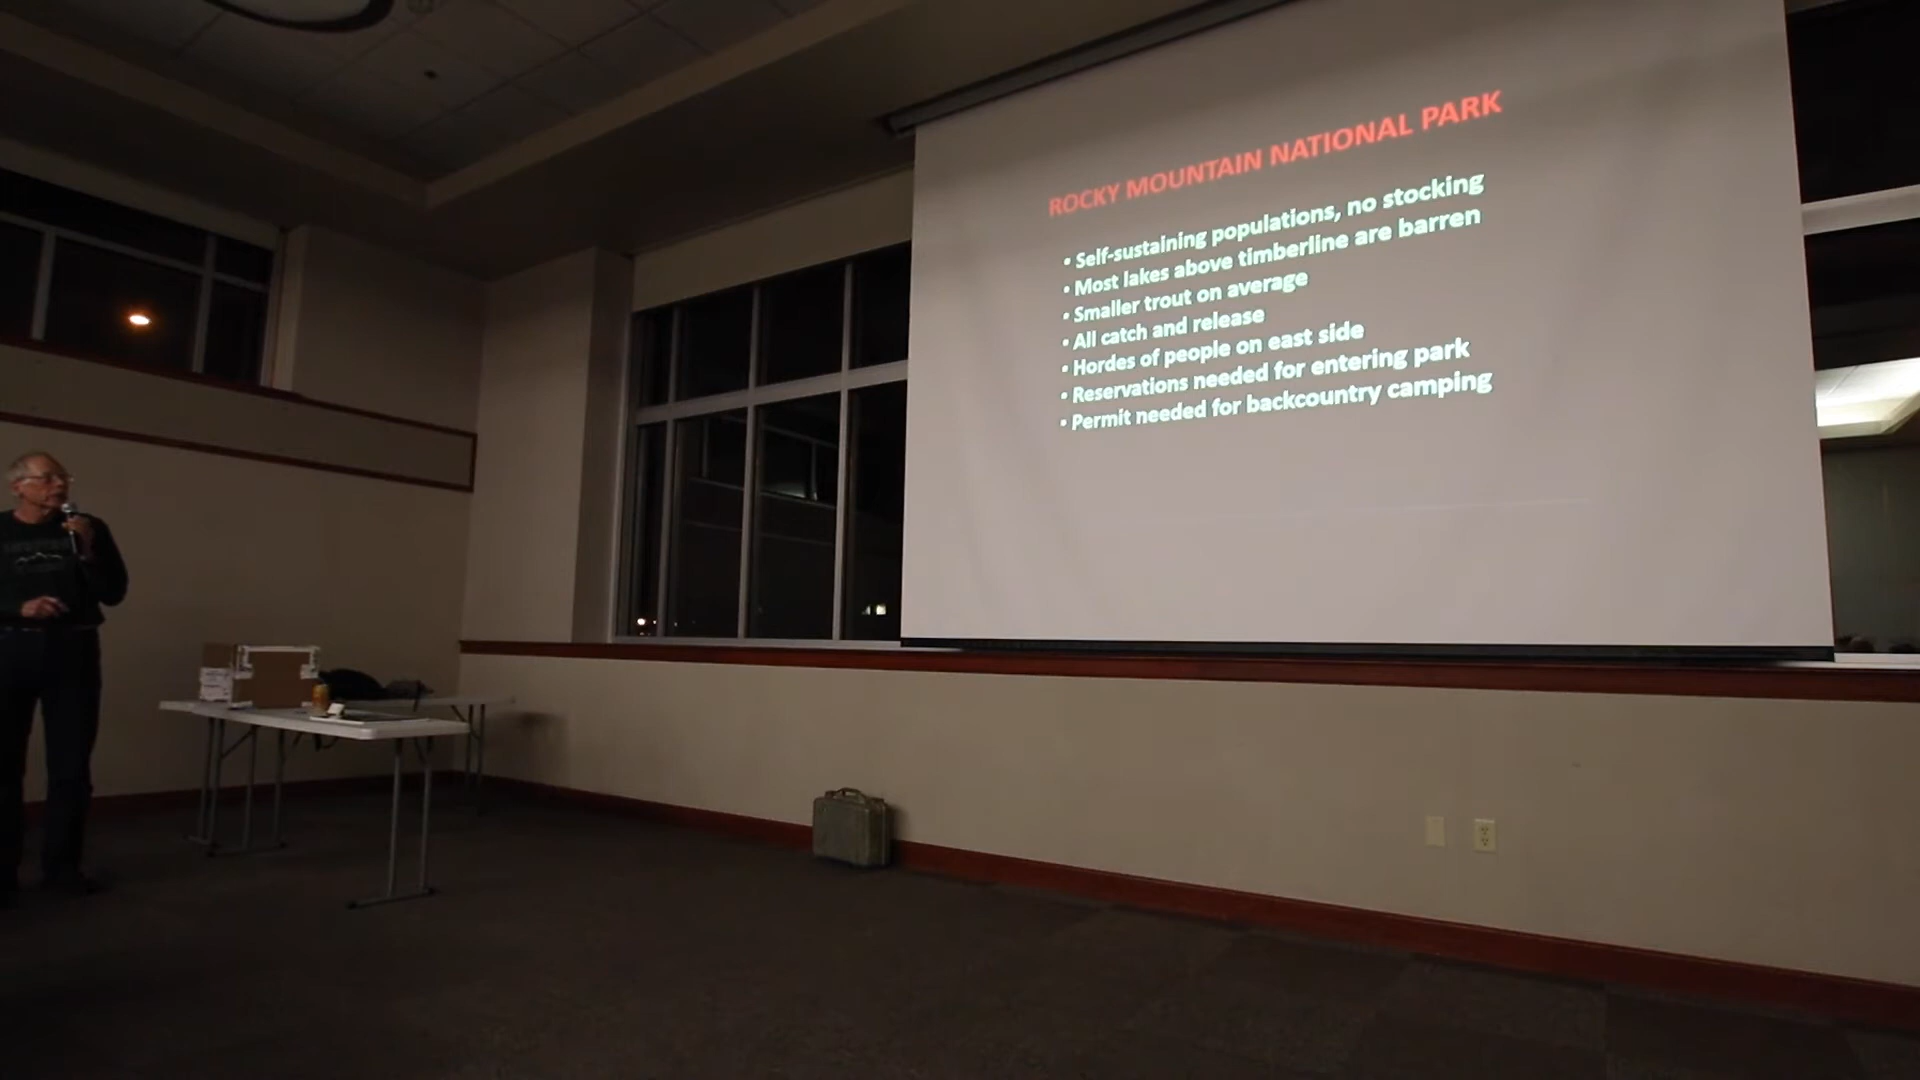 ROCKY MOUNTAIN NATIONAL PARK
• Self-sustaining populations, no stocking
• Most lakes above timberline are barren
• Smaller trout on average
• All catch and release
• Hordes of people on east side
• Reservations needed for entering park
• Permit needed for backcountry camping